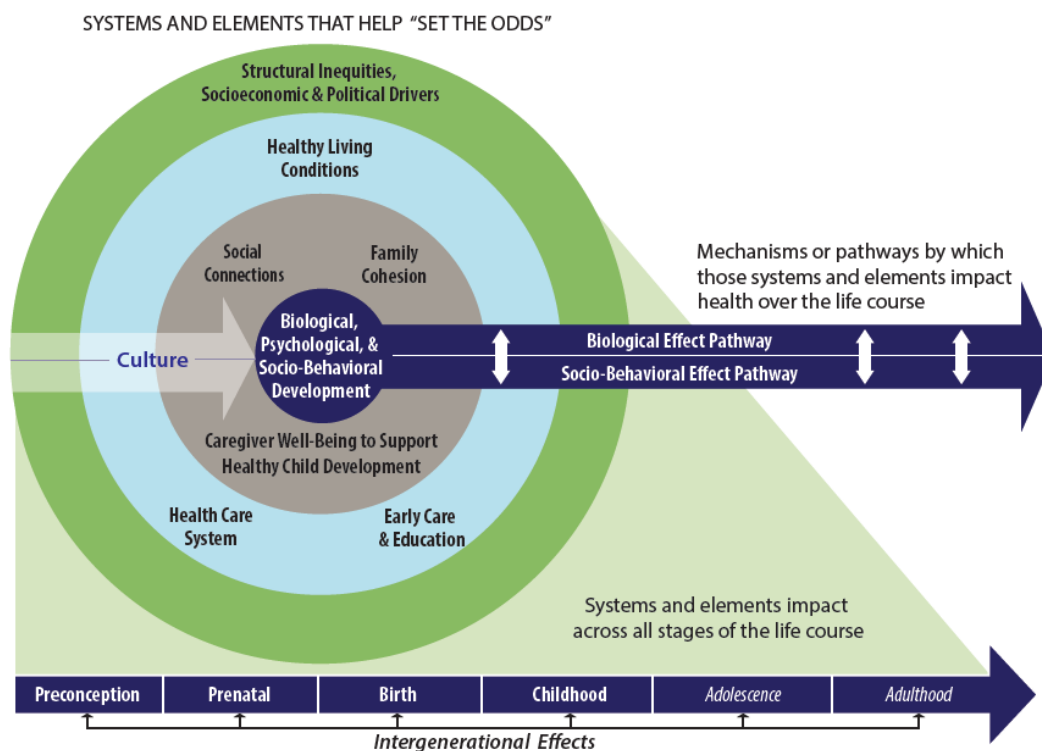 SYSTEMS AND ELEMENTS THAT HELP “SET THE ODDS”
Structural Inequities,
Socioeconomic & Political Drivers
Healthy Living
Conditions
Social
Connections
Family
Cohesion
Mechanisms or pathways by which
those systems and elements impact
health over the life course
Culture
Biological,
Psychological, &
Socio-Behavioral
Development
Biological Effect Pathway
Socio-Behavioral Effect Pathway
Caregiver Well-Being to Support
Healthy Child Development
Health Care
System
Early Care
& Education
Systems and elements impact
across all stages of the life course
Preconception
Prenatal
Birth
Childhood
Adolescence
Adulthood
Intergenerational Effects